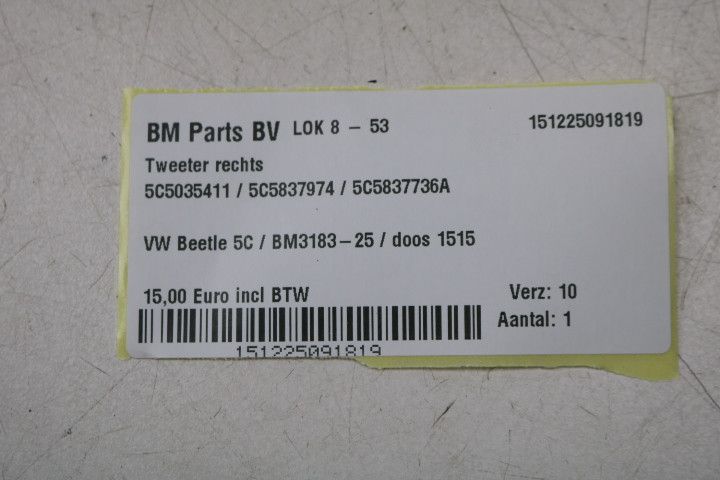 BM Parts BV LOK 8 - 53 151225091819
Tweeter rechts
5C5035411 / 5C5837974 / 5C5837736A
VW Beetle 5C / BM3183-25 / doos 1515
15,00 Euro incl BTW Verz: 10
Aantal: 1
151225091819